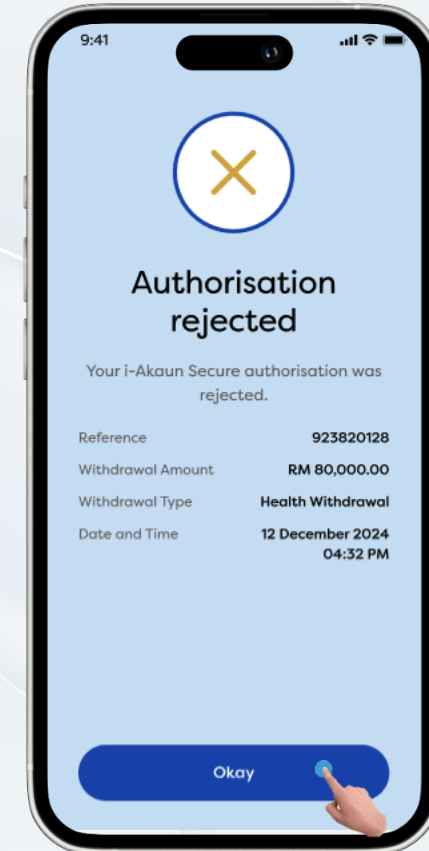 9:41
Authorisation
rejected
Your i-Akaun Secure authorisation was
rejected.
Reference 923820128
Withdrawal Amount RM 80,000.00
Withdrawal Type Health Withdrawal
Date and Time 12 December 2024
04:32 PM
Okay